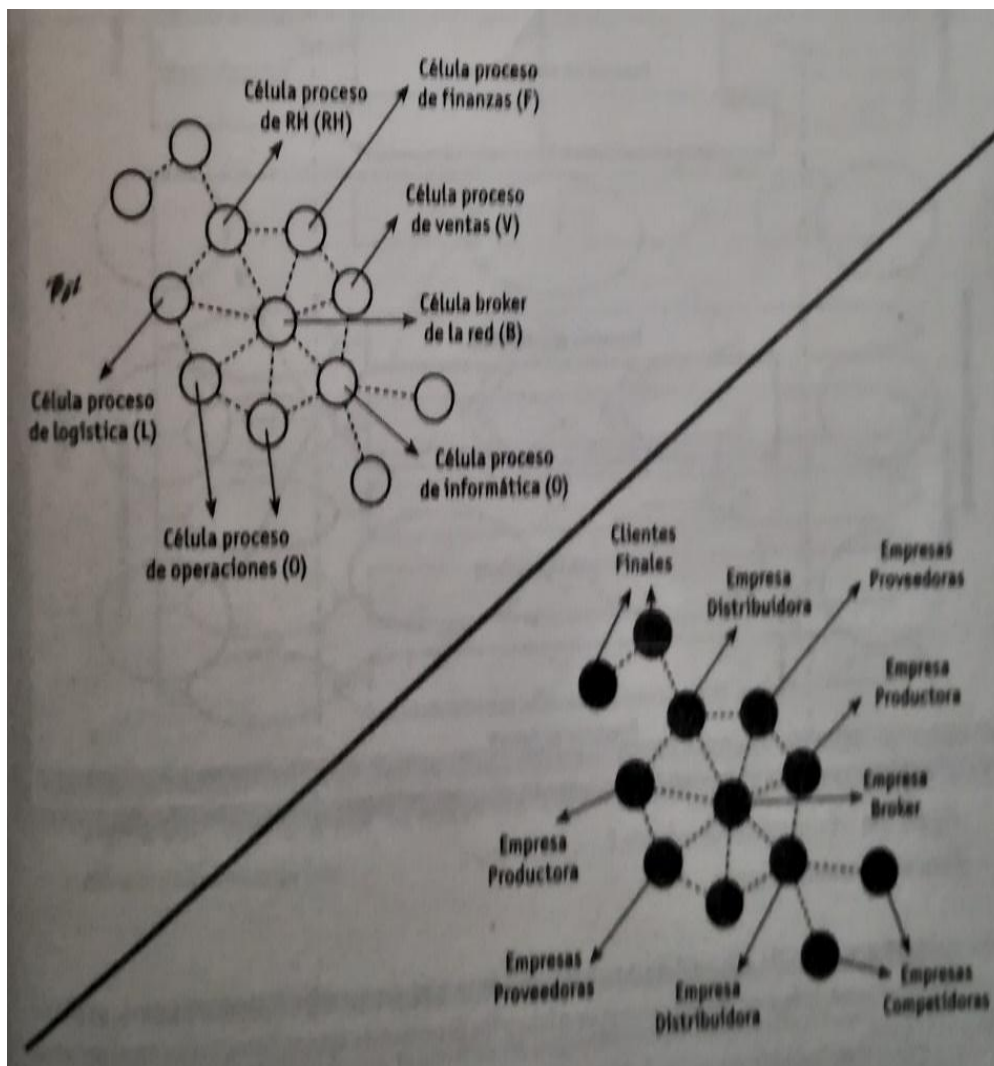 Célula proceso
de finanzas (F)
Célula proceso
de RH (RH)
Célula proceso
de ventas (V)
Célula broker
de la red (B)
Célula proceso
de logística (L)
Célula proceso
de informática (O)
Célula proceso
de operaciones (O)
Clientes
Finales
Empresa
Distribuidora
Empresas
Proveedoras
Empresa
Productora
Empresa
Broker
Empresa
Productora
Empresas
Proveedoras
Empresa
Distribuidora
Empresas
Competidoras